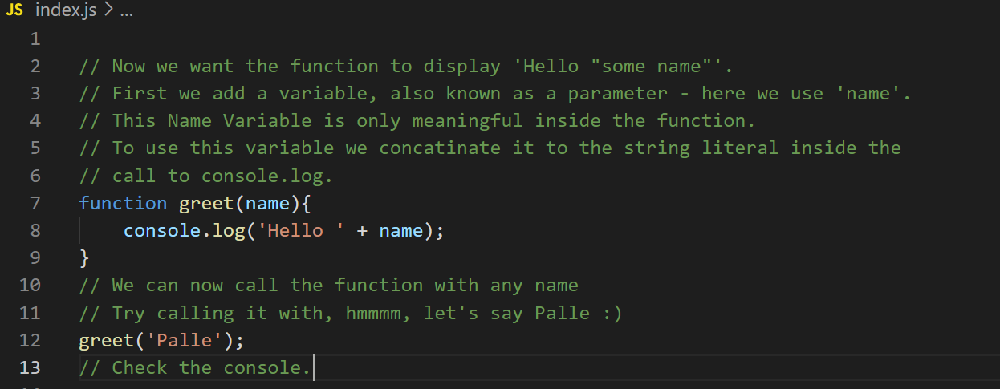 JS index.js > ...
1
2 // Now we want the function to display 'Hello "some name"'.
3 // First we add a variable, also known as a parameter - here we use 'name'.
4 // This Name Variable is only meaningful inside the function.
5 // To use this variable we concatinate it to the string literal inside the
6 // call to console.log.
7 function greet(name){
8 console.log('Hello ' + name);
9 }
10 // We can now call the function with any name
11 // Try calling it with, hmmmm, let's say Palle :)
12 greet('Palle');
13 // Check the console.